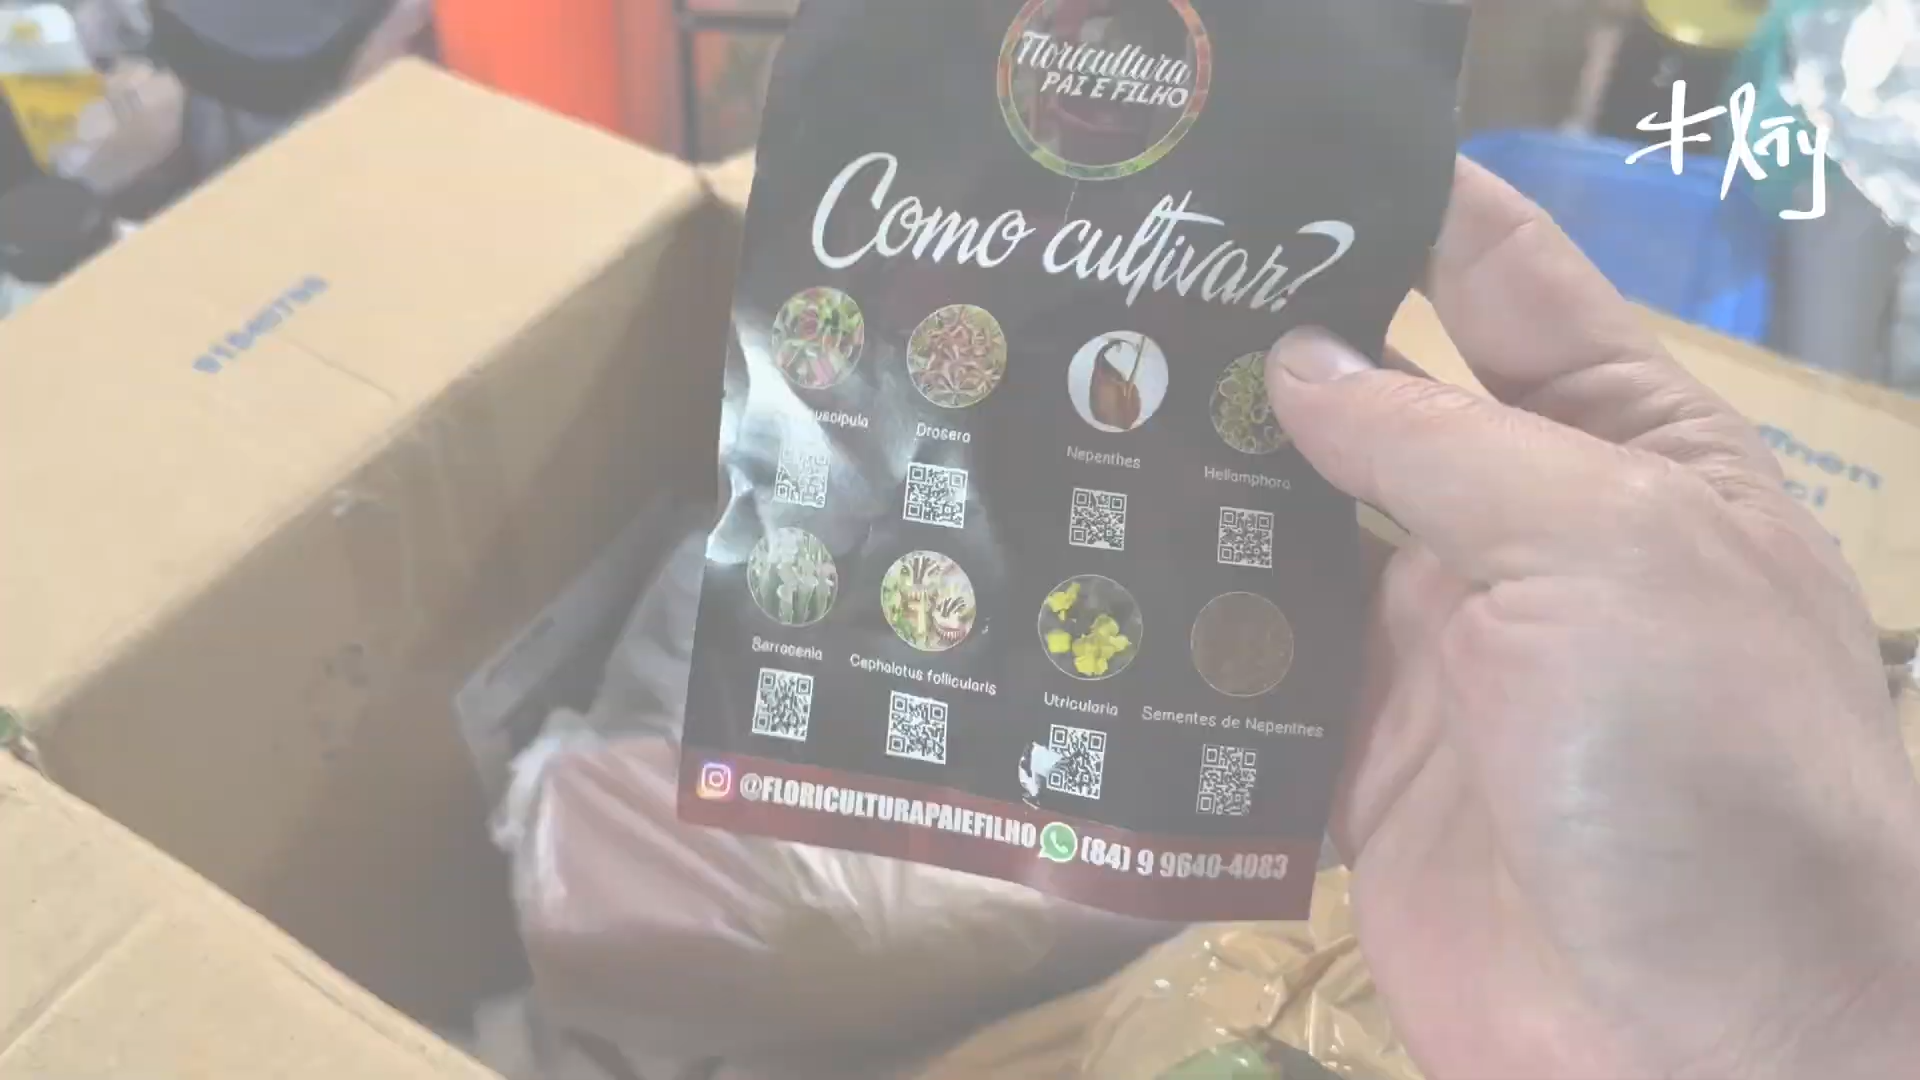 Floricultura
PAI E FILHO
Como cultivar?
Drosera
Nepenthes
Heliamphora
Sarracenia
Cephalotus follicularis
Utricularia
Sementes de Nepenthes
@FLORICULTURAPAIEFILHO
(84) 9 9640-4083